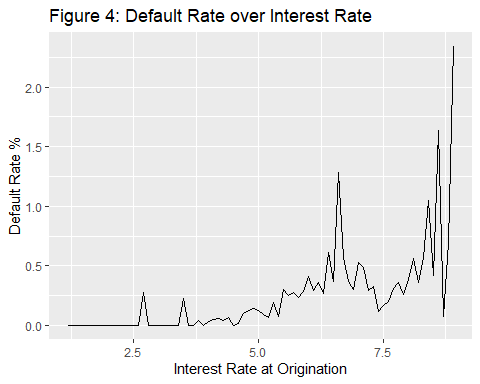 Figure 4: Default Rate over Interest Rate
2.0
1.5
1.0
0.5
0.0
Default Rate %
2.5 5.0 7.5
Interest Rate at Origination